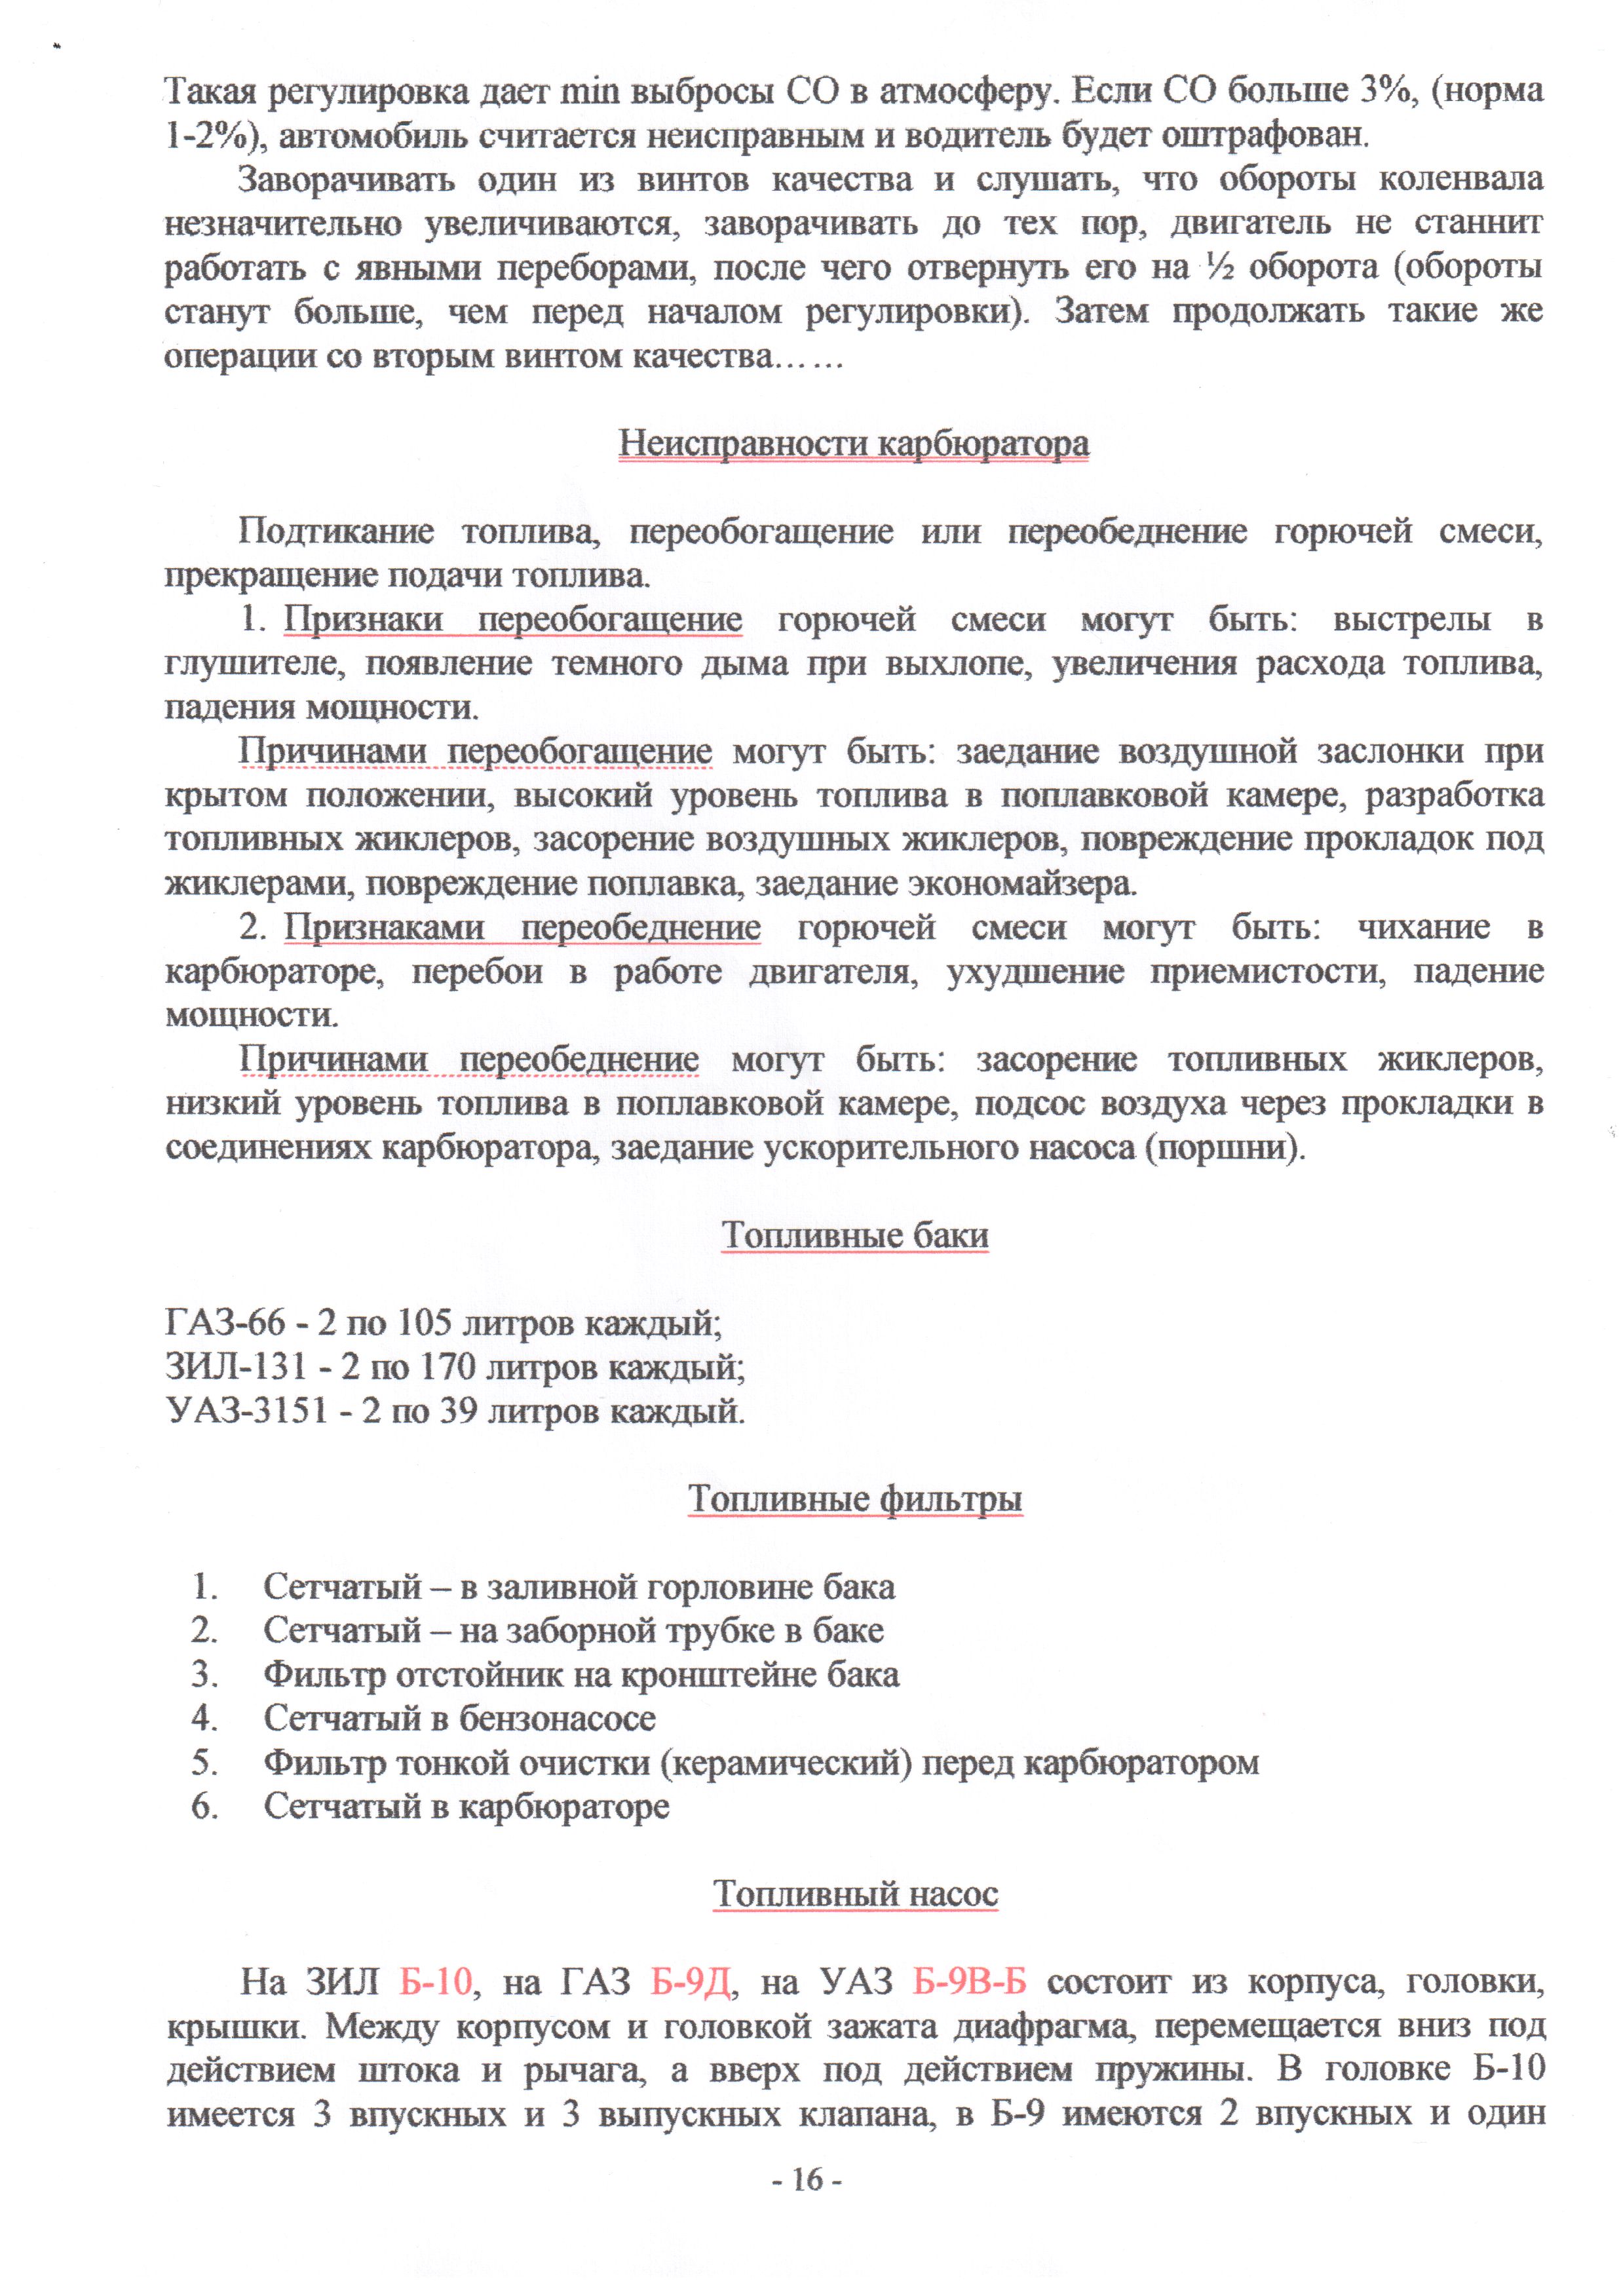 Такая регулировка дает min выбросы СО в атмосферу. Если СО больше 3%, (норма
1-2%), автомобиль считается неисправным и водитель будет оштрафован.
Заворачивать один из винтов качества и слушать, что обороты коленвала
незначительно увеличиваются, заворачивать до тех пор, двигатель не станнит
работать с явными переборами, после чего отвернуть его на ½ оборота (обороты
станут больше, чем перед началом регулировки). Затем продолжать такие же
операции со вторым винтом качества……
Неисправности карбюратора
Подтикание топлива, переобогащение или переобеднение горючей смеси,
прекращение подачи топлива.
1. Признаки переобогащение горючей смеси могут быть: выстрелы в
глушителе, появление темного дыма при выхлопе, увеличения расхода топлива,
падения мощности.
Причинами переобогащение могут быть: заедание воздушной заслонки при
крытом положении, высокий уровень топлива в поплавковой камере, разработка
топливных жиклеров, засорение воздушных жиклеров, повреждение прокладок под
жиклерами, повреждение поплавка, заедание экономайзера.
2. Признаками переобеднение горючей смеси могут быть: чихание в
карбюраторе, перебои в работе двигателя, ухудшение приемистости, падение
мощности.
Причинами переобеднение могут быть: засорение топливных жиклеров,
низкий уровень топлива в поплавковой камере, подсос воздуха через прокладки в
соединениях карбюратора, заедание ускорительного насоса (поршни).
Топливные баки
ГАЗ-66 - 2 по 105 литров каждый;
ЗИЛ-131 - 2 по 170 литров каждый;
УАЗ-3151 - 2 по 39 литров каждый.
Топливные фильтры
1. Сетчатый – в заливной горловине бака
2. Сетчатый – на заборной трубке в баке
3. Фильтр отстойник на кронштейне бака
4. Сетчатый в бензонасосе
5. Фильтр тонкой очистки (керамический) перед карбюратором
6. Сетчатый в карбюраторе
Топливный насос
На ЗИЛ Б-10, на ГАЗ Б-9Д, на УАЗ Б-9В-Б состоит из корпуса, головки,
крышки. Между корпусом и головкой зажата диафрагма, перемещается вниз под
действием штока и рычага, а вверх под действием пружины. В головке Б-10
имеется 3 впускных и 3 выпускных клапана, в Б-9 имеются 2 впускных и один
- 16 -